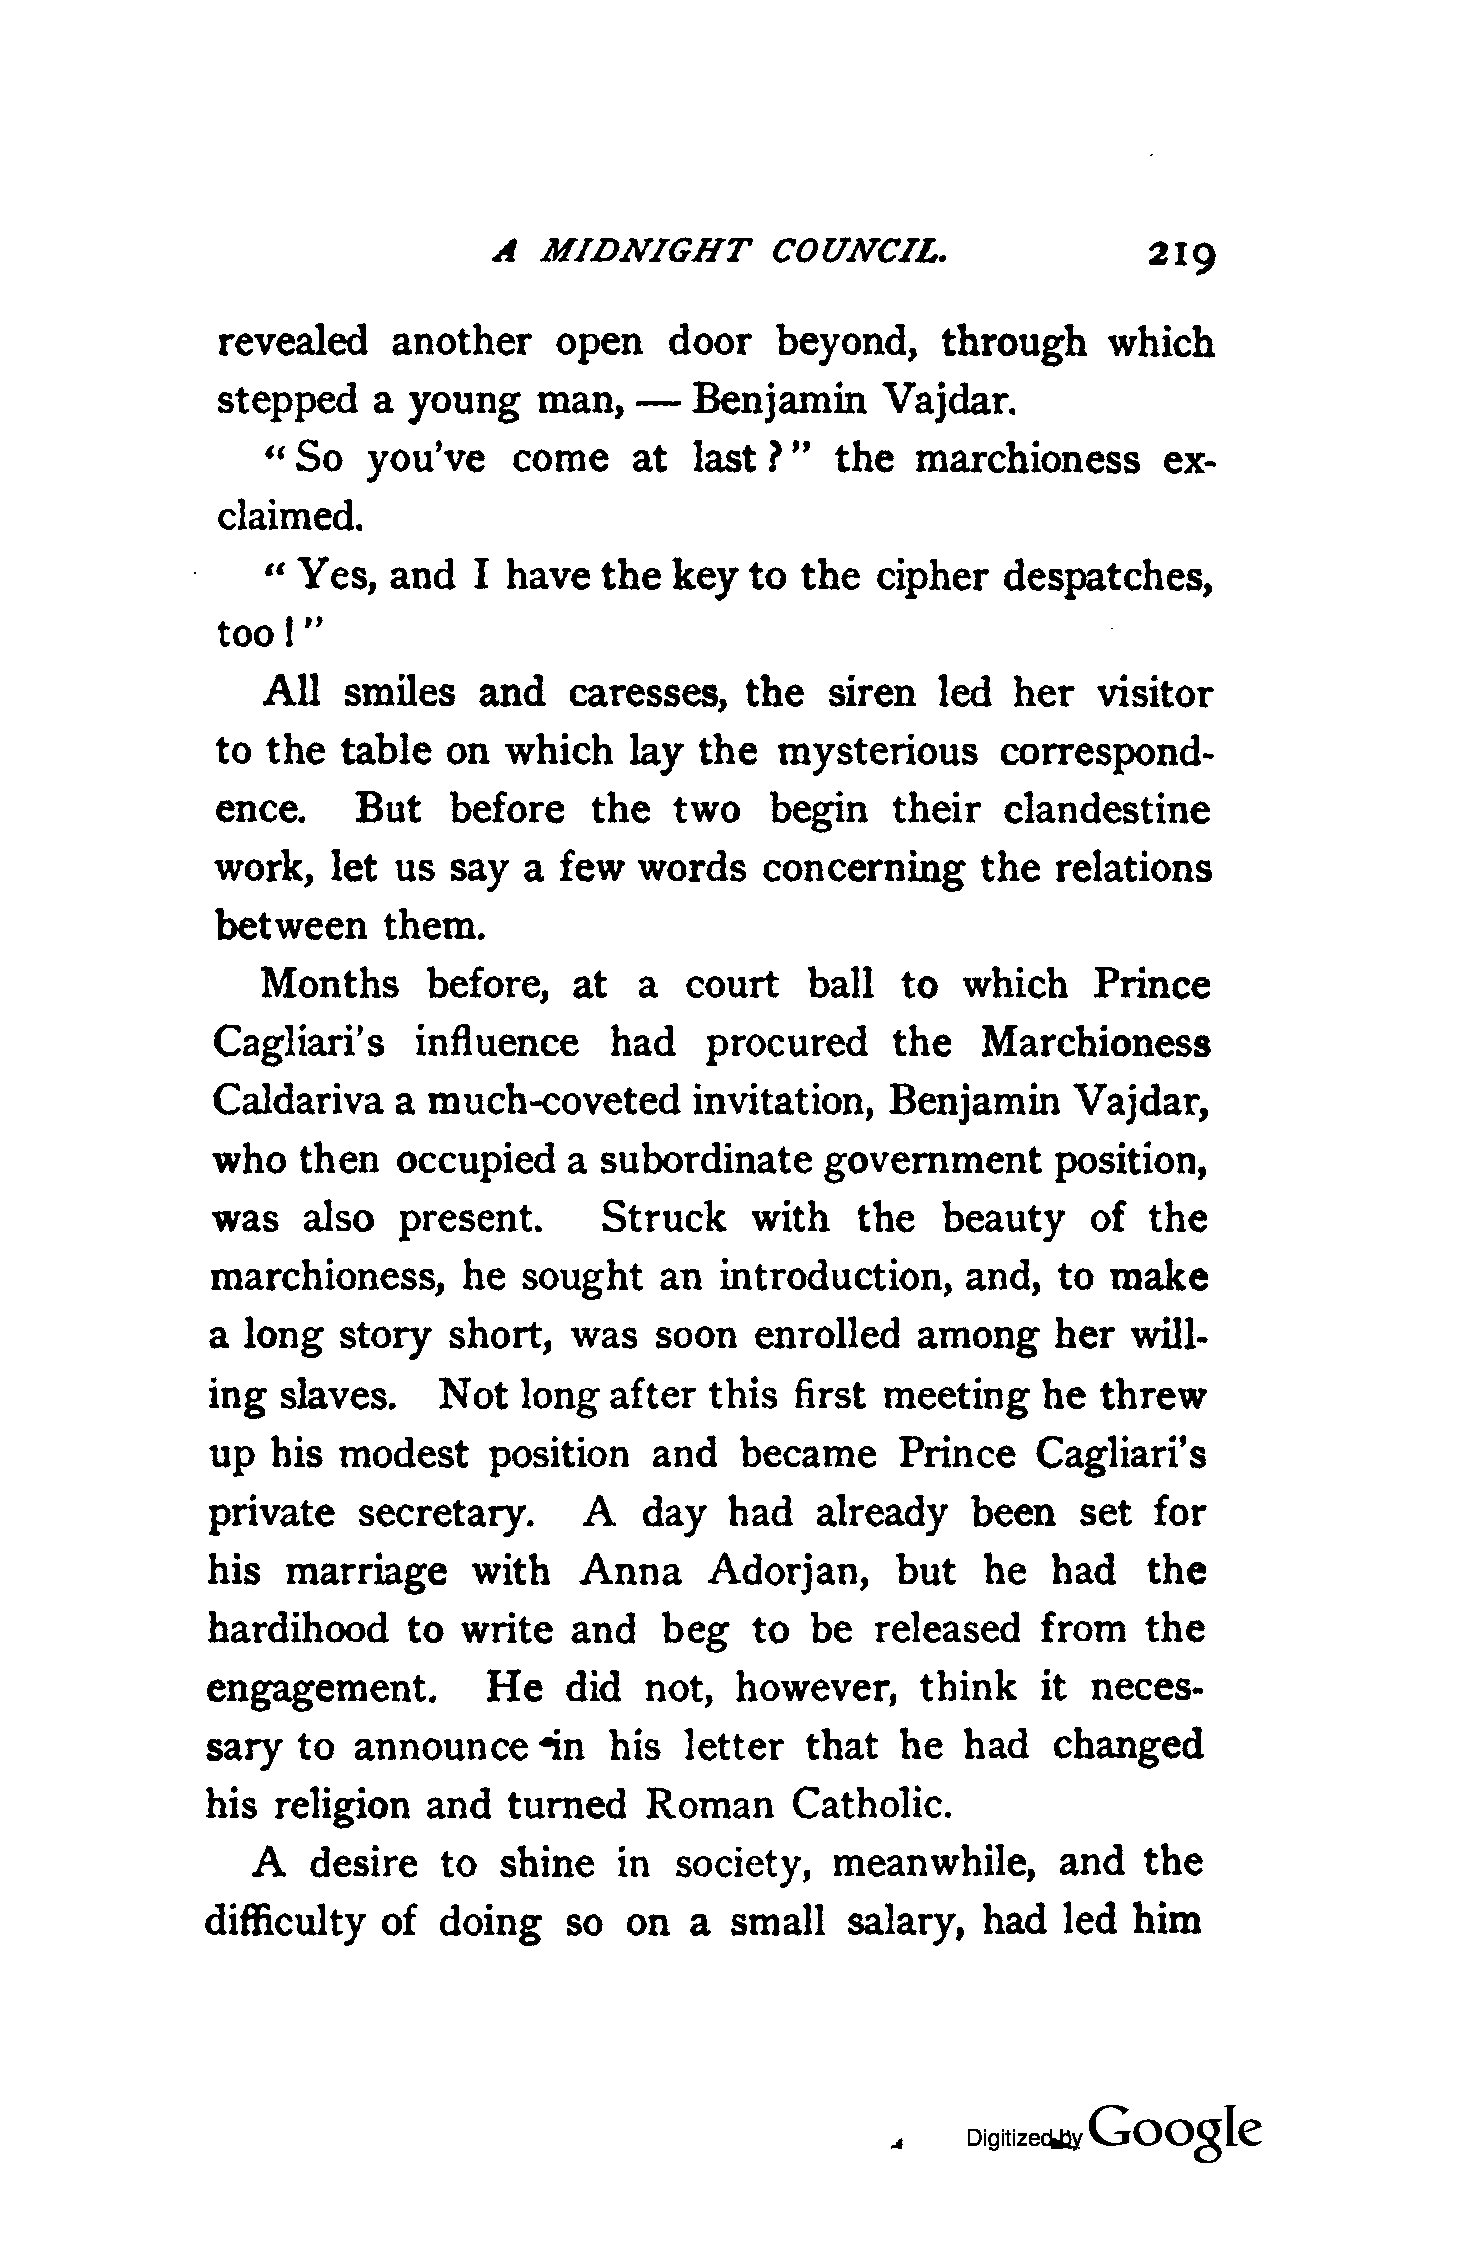 A MIDNIGHT COUNCIL. 219
revealed another open door beyond, through which
stepped a young man, — Benjamin Vajdar.
"So you've come at last?" the marchioness ex-
claimed.
"Yes, and I have the key to the cipher despatches,
too!"
All smiles and caresses, the siren led her visitor
to the table on which lay the mysterious correspond-
ence. But before the two begin their clandestine
work, let us say a few words concerning the relations
between them.
Months before, at a court ball to which Prince
Cagliari's influence had procured the Marchioness
Caldariva a much-coveted invitation, Benjamin Vajdar,
who then occupied a subordinate government position,
was also present. Struck with the beauty of the
marchioness, he sought an introduction, and, to make
a long story short, was soon enrolled among her will-
ing slaves. Not long after this first meeting he threw
up his modest position and became Prince Cagliari's
private secretary. A day had already been set for
his marriage with Anna Adorjan, but he had the
hardihood to write and beg to be released from the
engagement. He did not, however, think it neces-
sary to announce in his letter that he had changed
his religion and turned Roman Catholic.
A desire to shine in society, meanwhile, and the
difficulty of doing so on a small salary, had led him
Digitized by Google